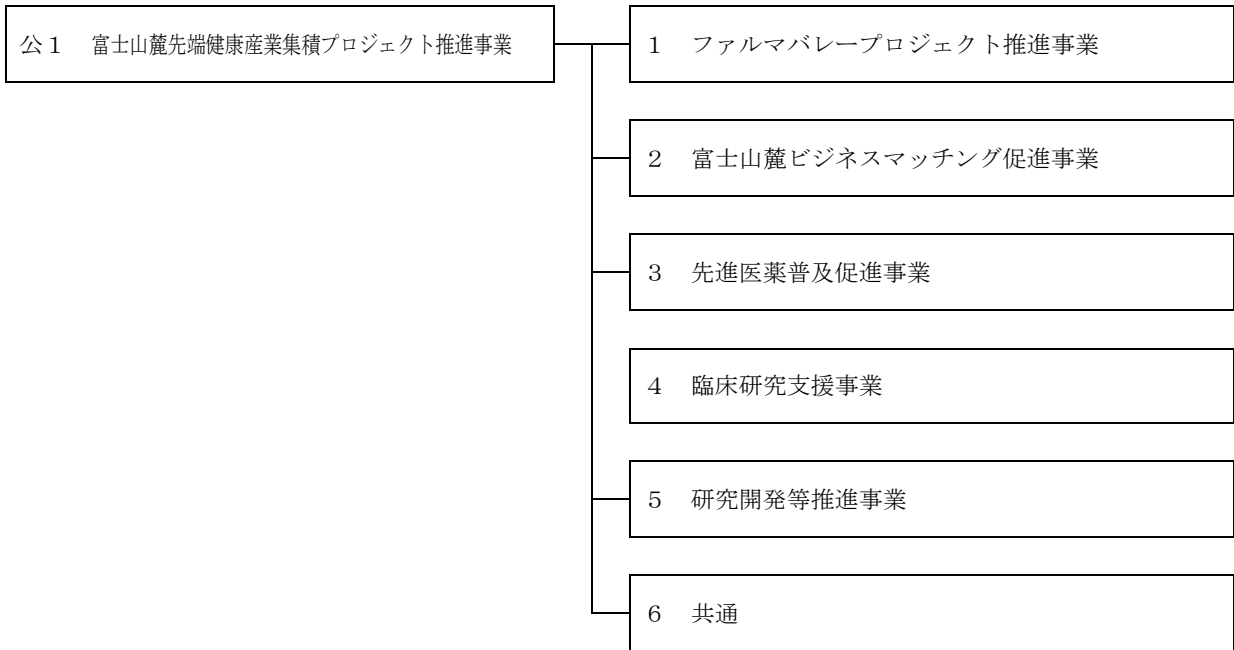 公１　富士山麓先端健康産業集積プロジェクト推進事業
１　ファルマバレープロジェクト推進事業
２　富士山麓ビジネスマッチング促進事業
３　先進医薬普及促進事業
４　臨床研究支援事業
５　研究開発等推進事業
６　共通